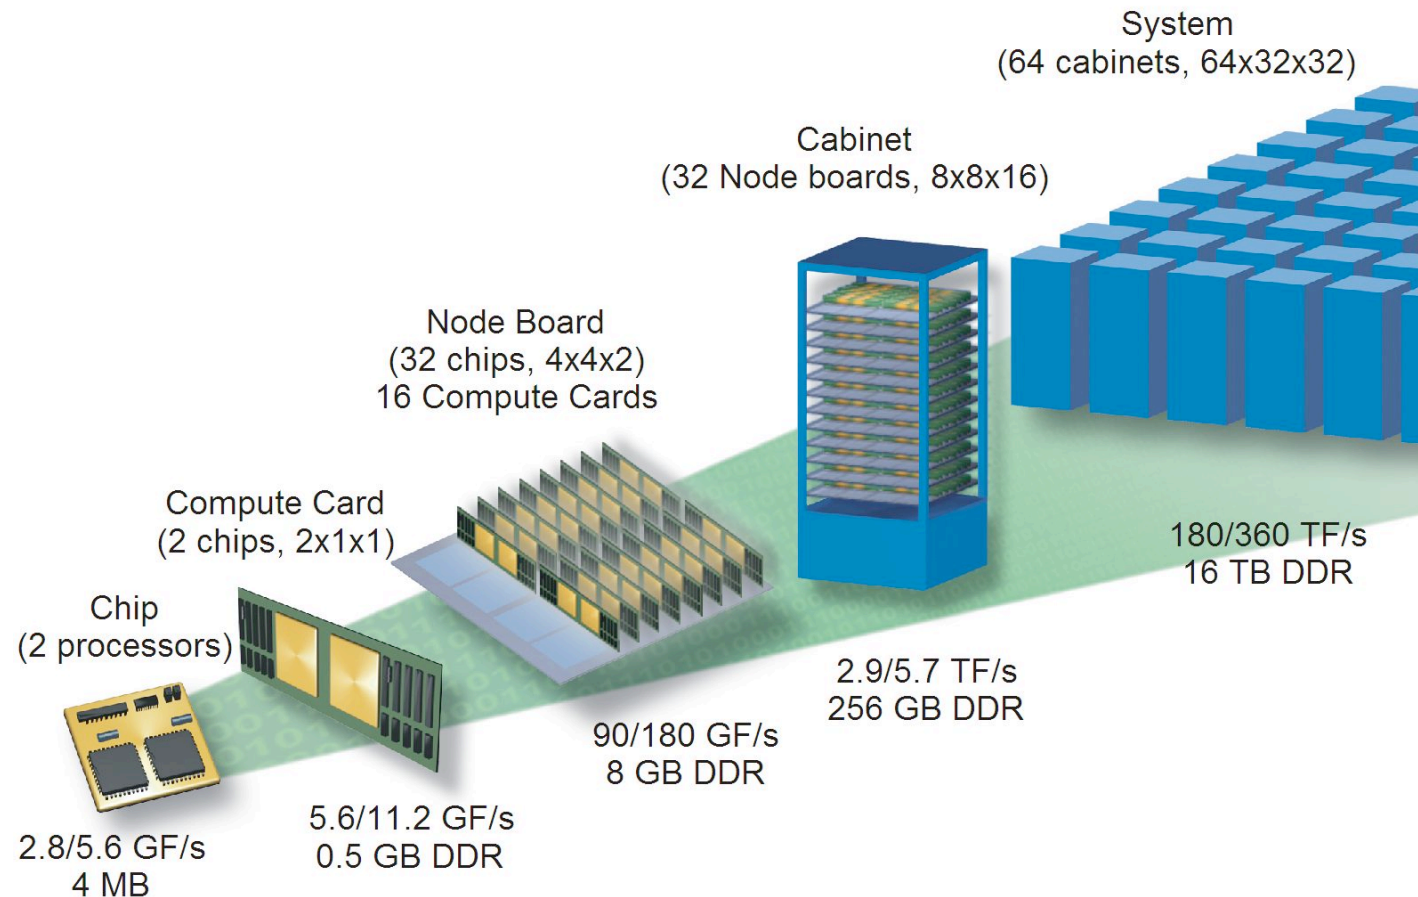 System
(64 cabinets, 64x32x32)
Cabinet
(32 Node boards, 8x8x16)
Node Board
(32 chips, 4x4x2)
16 Compute Cards
Compute Card
(2 chips, 2x1x1)
Chip
(2 processors)
180/360 TF/s
16 TB DDR
2.9/5.7 TF/s
256 GB DDR
90/180 GF/s
8 GB DDR
5.6/11.2 GF/s
0.5 GB DDR
2.8/5.6 GF/s
4 MB